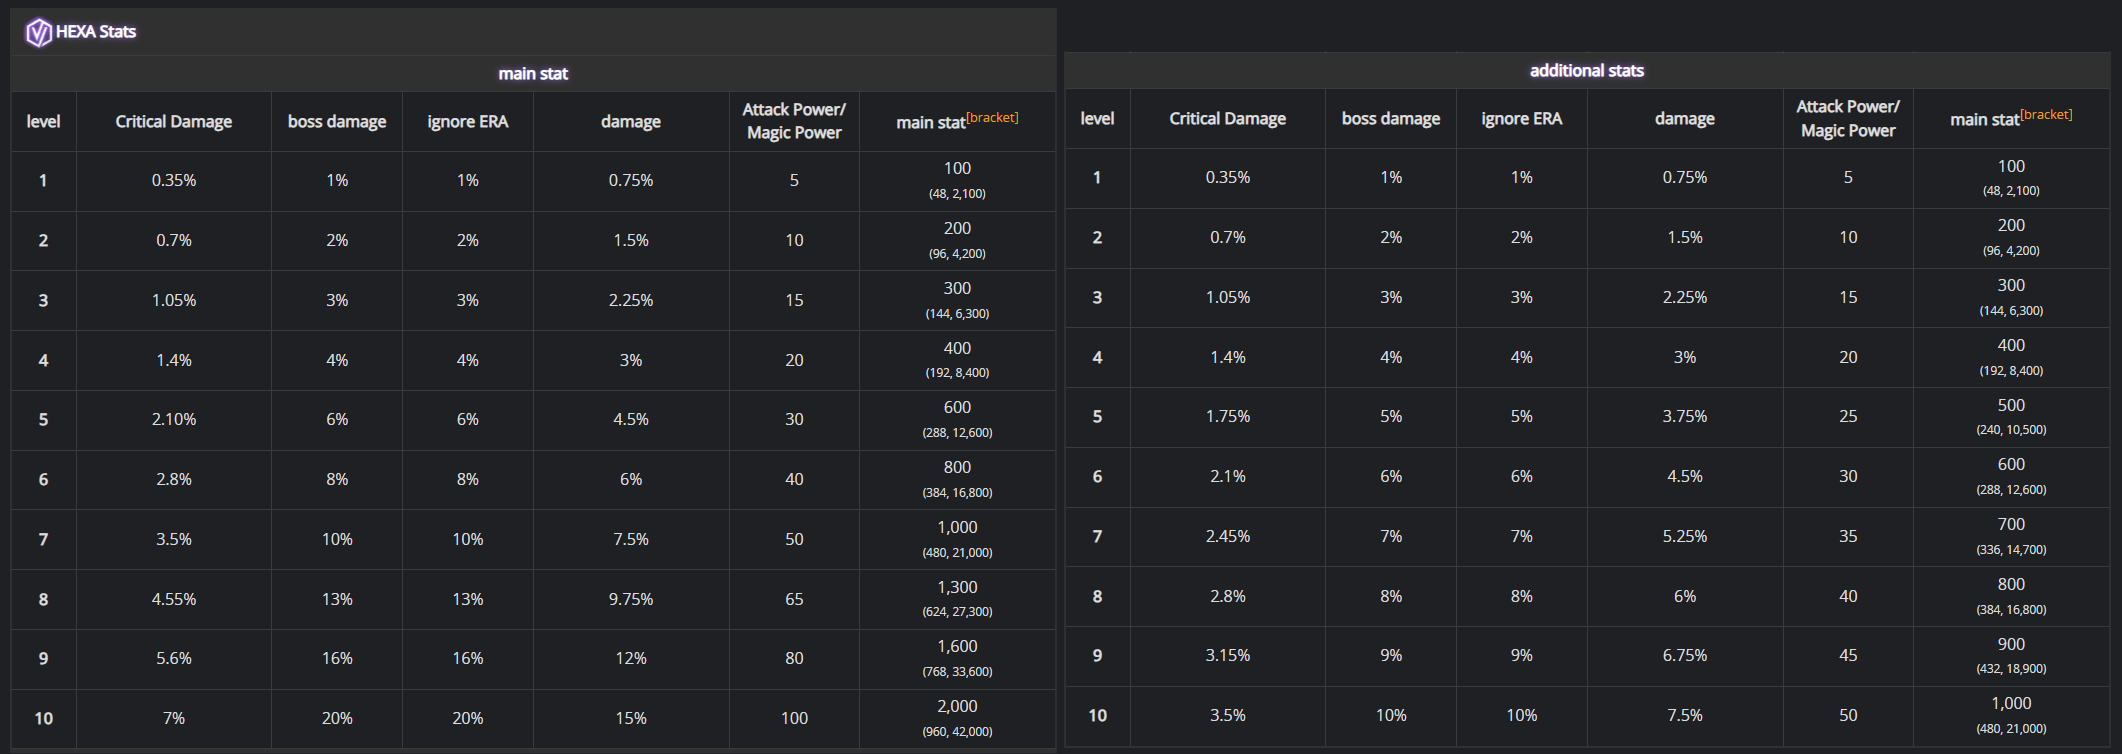 HEXA Stats
main stat
level Critical Damage boss damage ignore ERA damage Attack Power/ Magic Power main stat[bracket]
1 0.35% 1% 1% 0.75% 5 100 (48, 2,100)
2 0.7% 2% 2% 1.5% 10 200 (96, 4,200)
3 1.05% 3% 3% 2.25% 15 300 (144, 6,300)
4 1.4% 4% 4% 3% 20 400 (192, 8,400)
5 2.10% 6% 6% 4.5% 30 600 (288, 12,600)
6 2.8% 8% 8% 6% 40 800 (384, 16,800)
7 3.5% 10% 10% 7.5% 50 1,000 (480, 21,000)
8 4.55% 13% 13% 9.75% 65 1,300 (624, 27,300)
9 5.6% 16% 16% 12% 80 1,600 (768, 33,600)
10 7% 20% 20% 15% 100 2,000 (960, 42,000)
additional stats
level Critical Damage boss damage ignore ERA damage Attack Power/ Magic Power main stat[bracket]
1 0.35% 1% 1% 0.75% 5 100 (48, 2,100)
2 0.7% 2% 2% 1.5% 10 200 (96, 4,200)
3 1.05% 3% 3% 2.25% 15 300 (144, 6,300)
4 1.4% 4% 4% 3% 20 400 (192, 8,400)
5 1.75% 5% 5% 3.75% 25 500 (240, 10,500)
6 2.1% 6% 6% 4.5% 30 600 (288, 12,600)
7 2.45% 7% 7% 5.25% 35 700 (336, 14,700)
8 2.8% 8% 8% 6% 40 800 (384, 16,800)
9 3.15% 9% 9% 6.75% 45 900 (432, 18,900)
10 3.5% 10% 10% 7.5% 50 1,000 (480, 21,000)